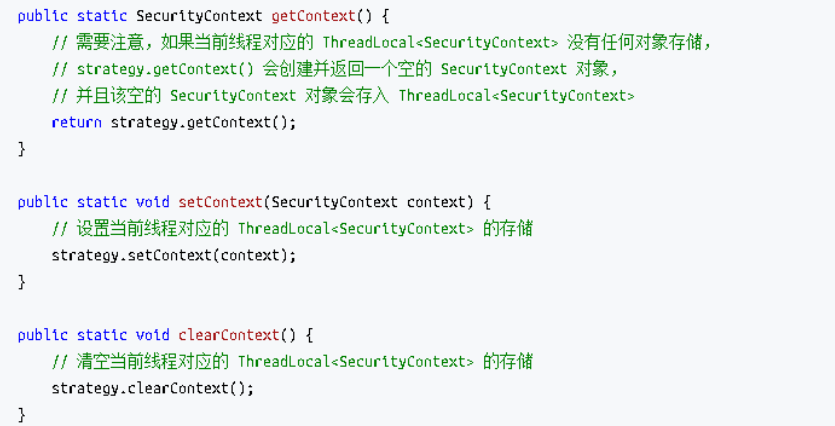 public static SecurityContext getContext() {
    // 需要注意，如果当前线程对应的 ThreadLocal<SecurityContext> 没有任何对象存储，
    // strategy.getContext() 会创建并返回一个空的 SecurityContext 对象，
    // 并且该空的 SecurityContext 对象会存入 ThreadLocal<SecurityContext>
    return strategy.getContext();
}

public static void setContext(SecurityContext context) {
    // 设置当前线程对应的 ThreadLocal<SecurityContext> 的存储
    strategy.setContext(context);
}

public static void clearContext() {
    // 清空当前线程对应的 ThreadLocal<SecurityContext> 的存储
    strategy.clearContext();
}